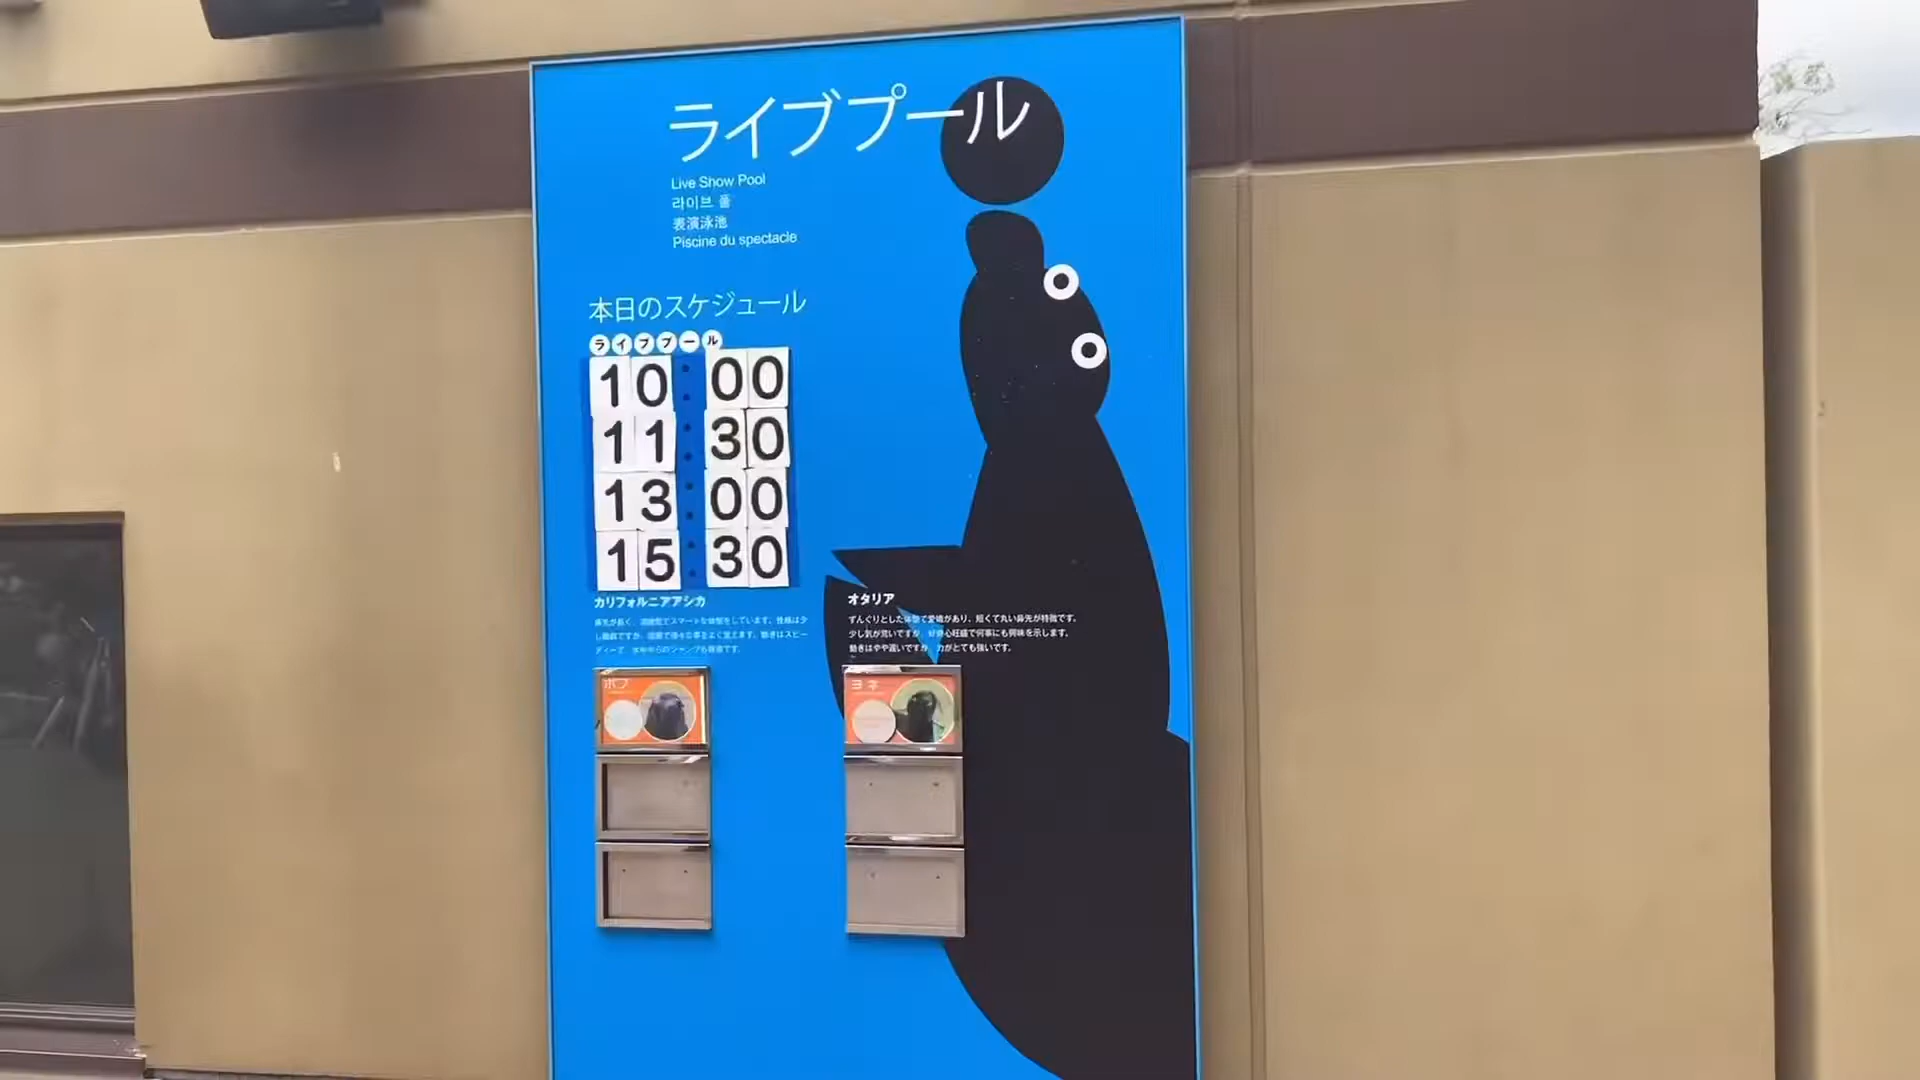 ライブプール
Live Show Pool
라이브 풀
表演泳池
Piscine du spectacle
本日のスケジュール
ライブプール
10:00
11:30
13:00
15:30
カリフォルニアアシカ
オタリア
ずんぐりとした体型で愛嬌があり、短くて丸い鼻先が特徴です。
少し気が荒いですが、好奇心旺盛で何事にも興味を示します。
動きはやや遅いですが、力がとても強いです。
ヨネ